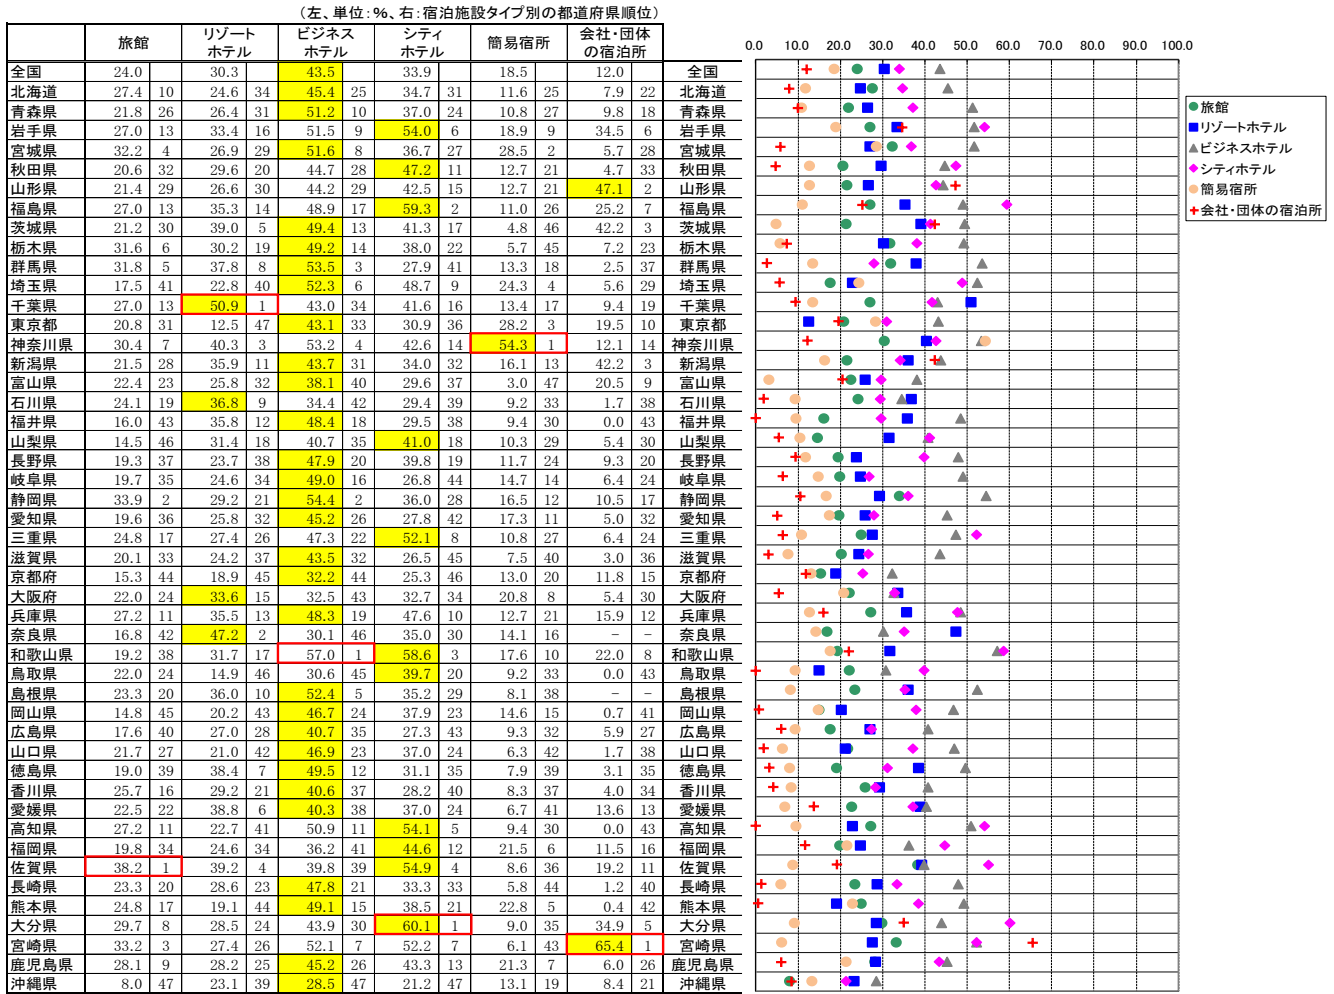 (左、単位:%、右:宿泊施設タイプ別の都道府県順位)
旅館 リゾートホテル ビジネスホテル シティホテル 簡易宿所 会社・団体の宿泊所
0.0 10.0 20.0 30.0 40.0 50.0 60.0 70.0 80.0 90.0 100.0
全国 24.0 30.3 43.5 33.9 18.5 12.0 全国
北海道 27.4 10 24.6 34 45.4 25 34.7 31 11.6 25 7.9 22 北海道
青森県 21.8 26 26.4 31 51.2 10 37.0 24 10.8 27 9.8 18 青森県
岩手県 27.0 13 33.4 16 51.5 9 54.0 6 18.9 9 34.5 6 岩手県
宮城県 32.2 4 26.9 29 51.6 8 36.7 27 28.5 2 5.7 28 宮城県
秋田県 20.6 32 29.6 20 44.7 28 47.2 11 12.7 21 4.7 33 秋田県
山形県 21.4 29 26.6 30 44.2 29 42.5 15 12.7 21 47.1 2 山形県
福島県 27.0 13 35.3 14 48.9 17 59.3 2 11.0 26 25.2 7 福島県
茨城県 21.2 30 39.0 5 49.4 13 41.3 17 4.8 46 42.2 3 茨城県
栃木県 31.6 6 30.2 19 49.2 14 38.0 22 5.7 45 7.2 23 栃木県
群馬県 31.8 5 37.8 8 53.5 3 27.9 41 13.3 18 2.5 37 群馬県
埼玉県 17.5 41 22.8 40 52.3 6 48.7 9 24.3 4 5.6 29 埼玉県
千葉県 27.0 13 50.9 1 43.0 34 41.6 16 13.4 17 9.4 19 千葉県
東京都 20.8 31 12.5 47 43.1 33 30.9 36 28.2 3 19.5 10 東京都
神奈川県 30.4 7 40.3 3 53.2 4 42.6 14 54.3 1 12.1 14 神奈川県
新潟県 21.5 28 35.9 11 43.7 31 34.0 32 16.1 13 42.2 3 新潟県
富山県 22.4 23 25.8 32 38.1 40 29.6 37 3.0 47 20.5 9 富山県
石川県 24.1 19 36.8 9 34.4 42 29.4 39 9.2 33 1.7 38 石川県
福井県 16.0 43 35.8 12 48.4 18 29.5 38 9.4 30 0.0 43 福井県
山梨県 14.5 46 31.4 18 40.7 35 41.0 18 10.3 29 5.4 30 山梨県
長野県 19.3 37 23.7 38 47.9 20 39.8 19 11.7 24 9.3 20 長野県
岐阜県 19.7 35 24.6 34 49.0 16 26.8 44 14.7 14 6.4 24 岐阜県
静岡県 33.9 2 29.2 21 54.4 2 36.0 28 16.5 12 10.5 17 静岡県
愛知県 19.6 36 25.8 32 45.2 26 27.8 42 17.3 11 5.0 32 愛知県
三重県 24.8 17 27.4 26 47.3 22 52.1 8 10.8 27 6.4 24 三重県
滋賀県 20.1 33 24.2 37 43.5 32 26.5 45 7.5 40 3.0 36 滋賀県
京都府 15.3 44 18.9 45 32.2 44 25.3 46 13.0 20 11.8 15 京都府
大阪府 22.0 24 33.6 15 32.5 43 32.7 34 20.8 8 5.4 30 大阪府
兵庫県 27.2 11 35.5 13 48.3 19 47.6 10 12.7 21 15.9 12 兵庫県
奈良県 16.8 42 47.2 2 30.1 46 35.0 30 14.1 16 － － 奈良県
和歌山県 19.2 38 31.7 17 57.0 1 58.6 3 17.6 10 22.0 8 和歌山県
鳥取県 22.0 24 14.9 46 30.6 45 39.7 20 9.2 33 0.0 43 鳥取県
島根県 23.3 20 36.0 10 52.4 5 35.2 29 8.1 38 － － 島根県
岡山県 14.8 45 20.2 43 46.7 24 37.9 23 14.6 15 0.7 41 岡山県
広島県 17.6 40 27.0 28 40.7 35 27.3 43 9.3 32 5.9 27 広島県
山口県 21.7 27 21.0 42 46.9 23 37.0 24 6.3 42 1.7 38 山口県
徳島県 19.0 39 38.4 7 49.5 12 31.1 35 7.9 39 3.1 35 徳島県
香川県 25.7 16 29.2 21 40.6 37 28.2 40 8.3 37 4.0 34 香川県
愛媛県 22.5 22 38.8 6 40.3 38 37.0 24 6.7 41 13.6 13 愛媛県
高知県 27.2 11 22.7 41 50.9 11 54.1 5 9.4 30 0.0 43 高知県
福岡県 19.8 34 24.6 34 36.2 41 44.6 12 21.5 6 11.5 16 福岡県
佐賀県 38.2 1 39.2 4 39.8 39 54.9 4 8.6 36 19.2 11 佐賀県
長崎県 23.3 20 28.6 23 47.8 21 33.3 33 5.8 44 1.2 40 長崎県
熊本県 24.8 17 19.1 44 49.1 15 38.5 21 22.8 5 0.4 42 熊本県
大分県 29.7 8 28.5 24 43.9 30 60.1 1 9.0 35 34.9 5 大分県
宮崎県 33.2 3 27.4 26 52.1 7 52.2 7 6.1 43 65.4 1 宮崎県
鹿児島県 28.1 9 28.2 25 45.2 26 43.3 13 21.3 7 6.0 26 鹿児島県
沖縄県 8.0 47 23.1 39 28.5 47 21.2 47 13.1 19 8.4 21 沖縄県
旅館
リゾートホテル
ビジネスホテル
シティホテル
簡易宿所
会社・団体の宿泊所